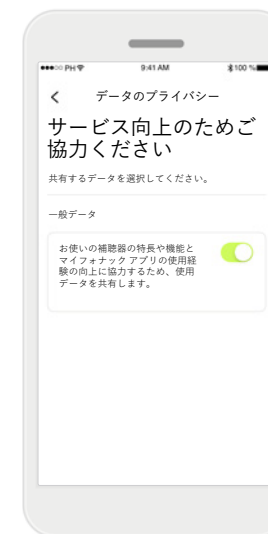 PH 9:41 AM 100 %
データのプライバシー
サービス向上のためご
協力ください
共有するデータを選択してください。
一般データ
お使いの補聴器の特長や機能と
マイフォナック アプリの使用経
験の向上に協力するため、使用
データを共有します。